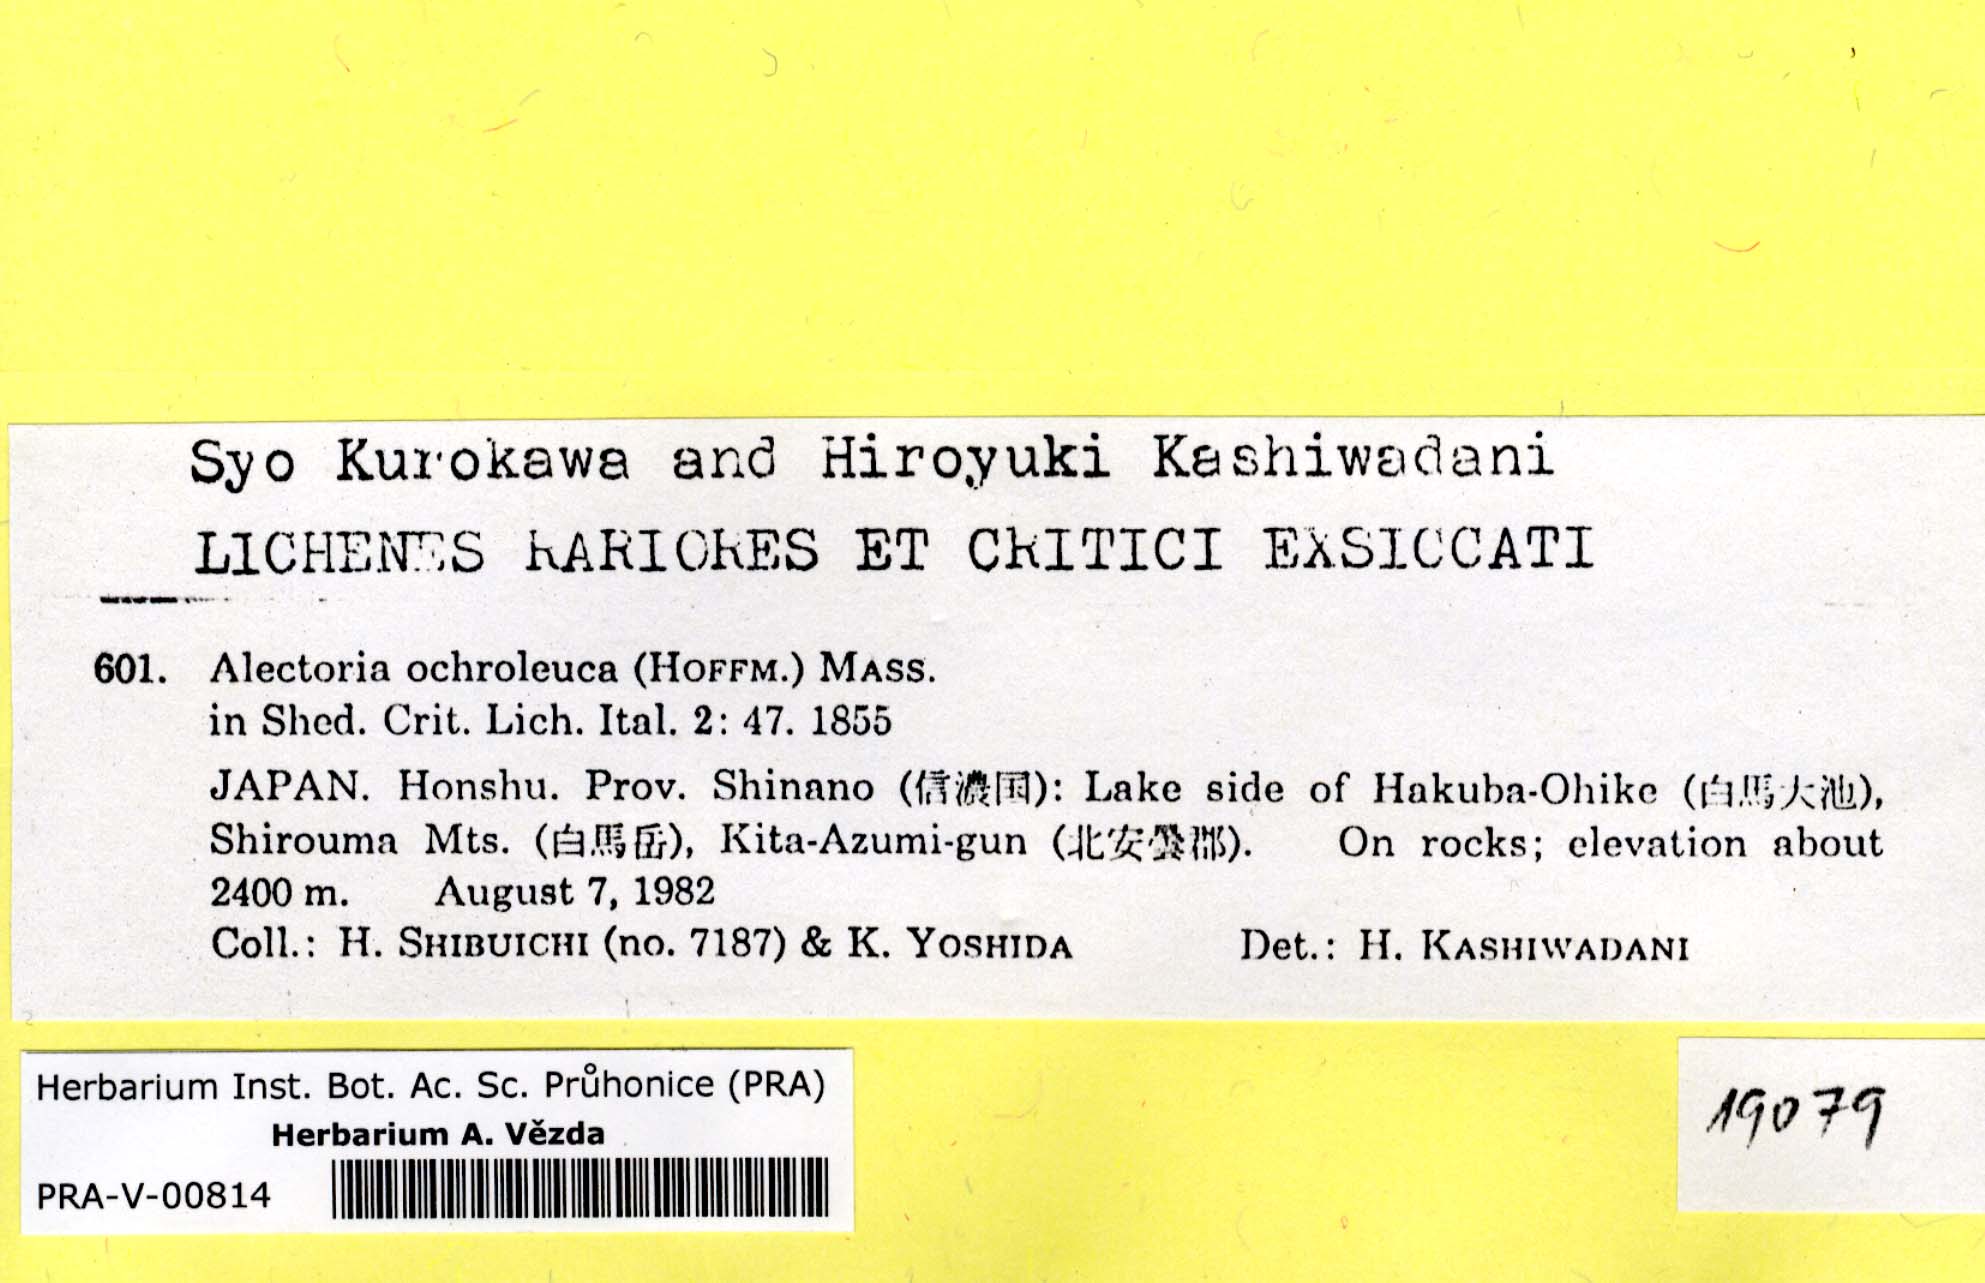 Syo Kurokawa and Hiroyuki Kashiwadani
LICHENES RARIORES ET CRITICI EXSICCATI
601. Alectoria ochroleuca (HOFFM.) MASS.
in Shed. Crit. Lich. Ital. 2: 47. 1855
JAPAN. Honshu. Prov. Shinano (信濃国): Lake side of Hakuba-Ohike (白馬大池),
Shirouma Mts. (白馬岳), Kita-Azumi-gun (北安曇郡). On rocks; elevation about
2400 m. August 7, 1982
Coll.: H. SHIBUICHI (no. 7187) & K. YOSHIDA Det.: H. KASHIWADANI
Herbarium Inst. Bot. Ac. Sc. Průhonice (PRA)
Herbarium A. Vězda
PRA-V-00814
19079